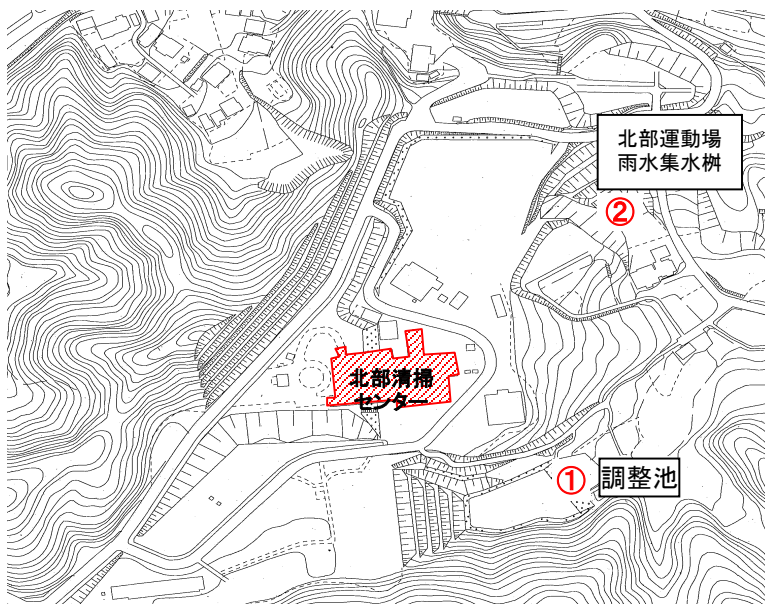 北部運動場
雨水集水桝
②
北部清掃
センター
① 調整池